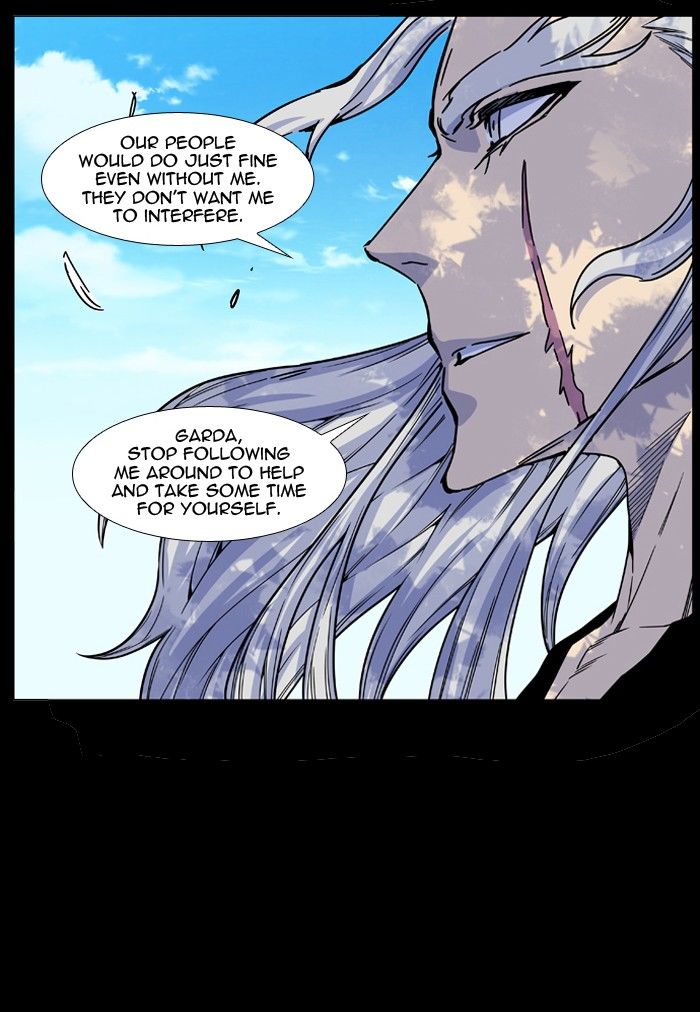 OUR PEOPLE
WOULD DO JUST FINE
EVEN WITHOUT ME.
THEY DON'T WANT ME
TO INTERFERE.
GARDA,
STOP FOLLOWING
ME AROUND TO HELP
AND TAKE SOME TIME
FOR YOURSELF.